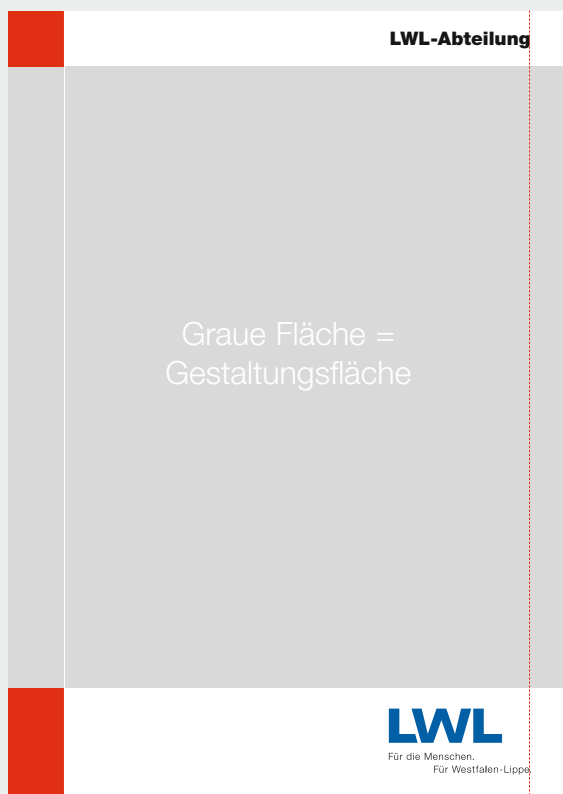 LWL-Abteilung
Graue Fläche =
Gestaltungsfläche
LWL
Für die Menschen.
Für Westfalen-Lippe.